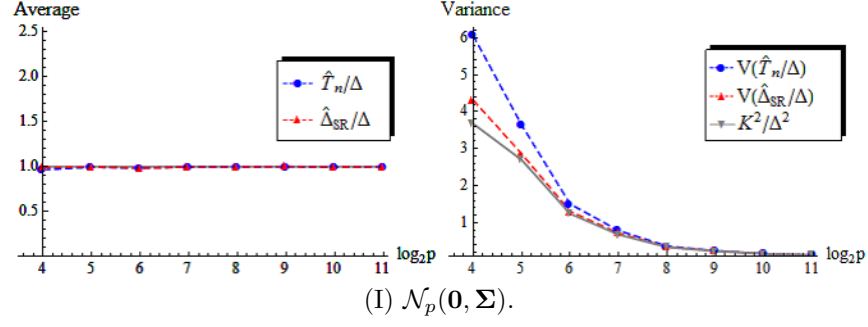 Average
2.5
2.0
1.5
1.0
0.5
4 5 6 7 8 9 10 11
log₂p
T̂ₙ/Δ
Δ̂_SR/Δ
Variance
6
5
4
3
2
1
4 5 6 7 8 9 10 11
log₂p
V(T̂ₙ/Δ)
V(Δ̂_SR/Δ)
K²/Δ²
(I) 𝒩ₚ(𝟎, 𝚺).